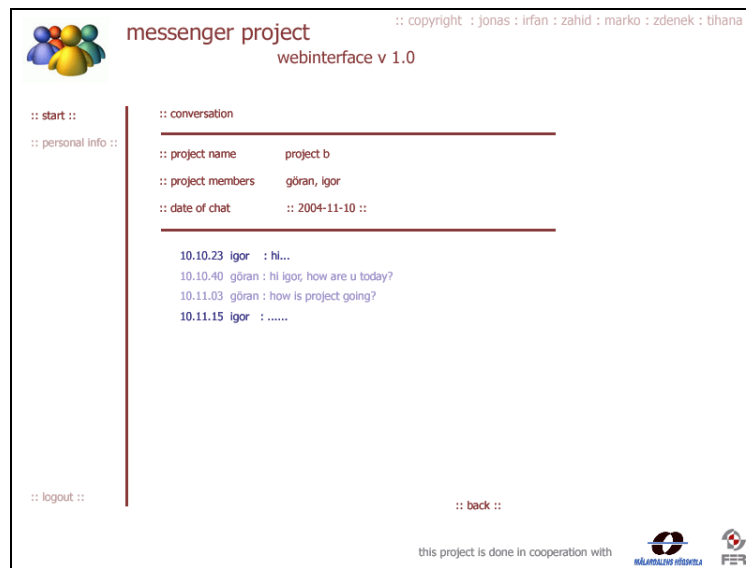 :: copyright : jonas : irfan : zahid : marko : zdenek : tihana
messenger project
webinterface v 1.0
:: start ::
:: personal info ::
:: conversation
:: project name project b
:: project members göran, igor
:: date of chat :: 2004-11-10 ::
10.10.23 igor : hi...
10.10.40 göran : hi igor, how are u today?
10.11.03 göran : how is project going?
10.11.15 igor : ......
:: logout ::
:: back ::
this project is done in cooperation with
MÄLARDALENS HÖGSKOLA
FER